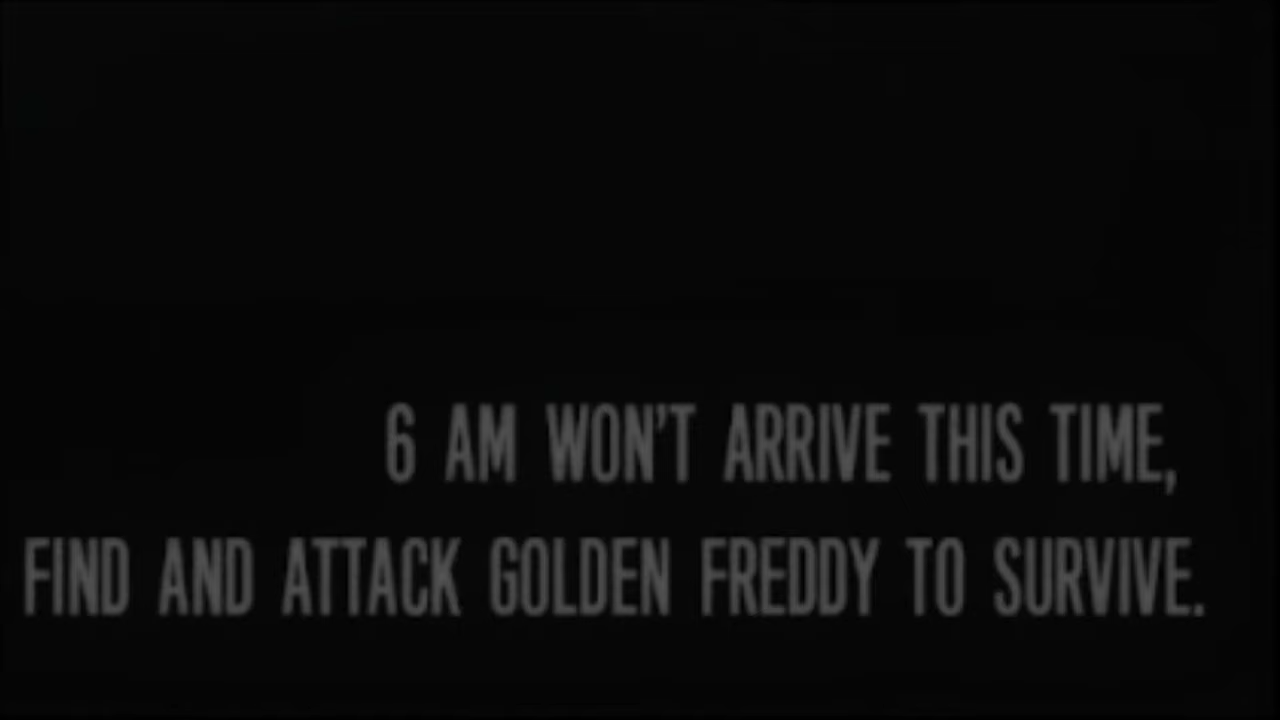 6 AM WON'T ARRIVE THIS TIME,
FIND AND ATTACK GOLDEN FREDDY TO SURVIVE.